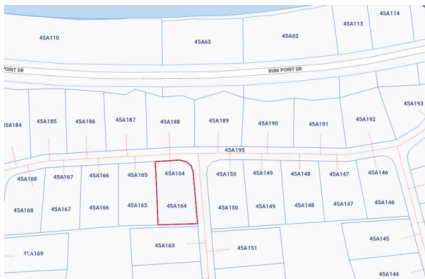 45A114
45A113
45A62
45A110
45A63
POINT DR
RUM POINT DR
45A193
45A184
45A185
45A186
45A187
45A188
45A189
45A190
45A191
45A192
45A195
45A168
45A167
45A166
45A165
45A164
45A150
45A149
45A148
45A147
45A146
45A168
45A167
45A166
45A165
45A164
45A150
45A149
45A148
45A147
45A146
45A169
45A163
45A151
45A145
45A144